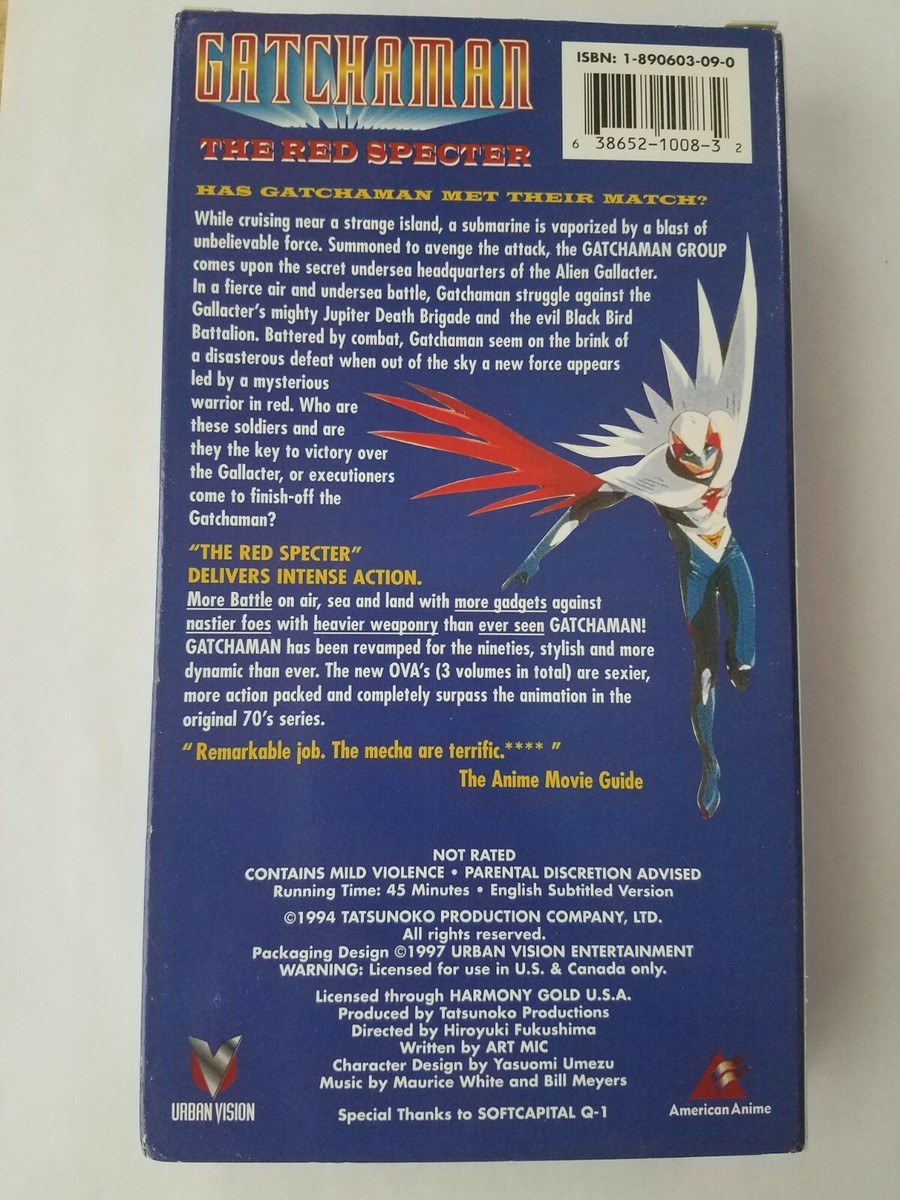 GATCHAMAN
THE RED SPECTER
ISBN: 1-890603-09-0
6 38652-1008-3 2
HAS GATCHAMAN MET THEIR MATCH?
While cruising near a strange island, a submarine is vaporized by a blast of
unbelievable force. Summoned to avenge the attack, the GATCHAMAN GROUP
comes upon the secret undersea headquarters of the Alien Gallacter.
In a fierce air and undersea battle, Gatchaman struggle against the
Gallacter's mighty Jupiter Death Brigade and the evil Black Bird
Battalion. Battered by combat, Gatchaman seem on the brink of
a disasterous defeat when out of the sky a new force appears
led by a mysterious
warrior in red. Who are
these soldiers and are
they the key to victory over
the Gallacter, or executioners
come to finish-off the
Gatchaman?
"THE RED SPECTER"
DELIVERS INTENSE ACTION.
More Battle on air, sea and land with more gadgets against
nastier foes with heavier weaponry than ever seen GATCHAMAN!
GATCHAMAN has been revamped for the nineties, stylish and more
dynamic than ever. The new OVA's (3 volumes in total) are sexier,
more action packed and completely surpass the animation in the
original 70's series.
" Remarkable job. The mecha are terrific.**** "
The Anime Movie Guide
NOT RATED
CONTAINS MILD VIOLENCE • PARENTAL DISCRETION ADVISED
Running Time: 45 Minutes • English Subtitled Version
©1994 TATSUNOKO PRODUCTION COMPANY, LTD.
All rights reserved.
Packaging Design ©1997 URBAN VISION ENTERTAINMENT
WARNING: Licensed for use in U.S. & Canada only.
Licensed through HARMONY GOLD U.S.A.
Produced by Tatsunoko Productions
Directed by Hiroyuki Fukushima
Written by ART MIC
Character Design by Yasuomi Umezu
Music by Maurice White and Bill Meyers
Special Thanks to SOFTCAPITAL Q-1
URBAN VISION
American Anime